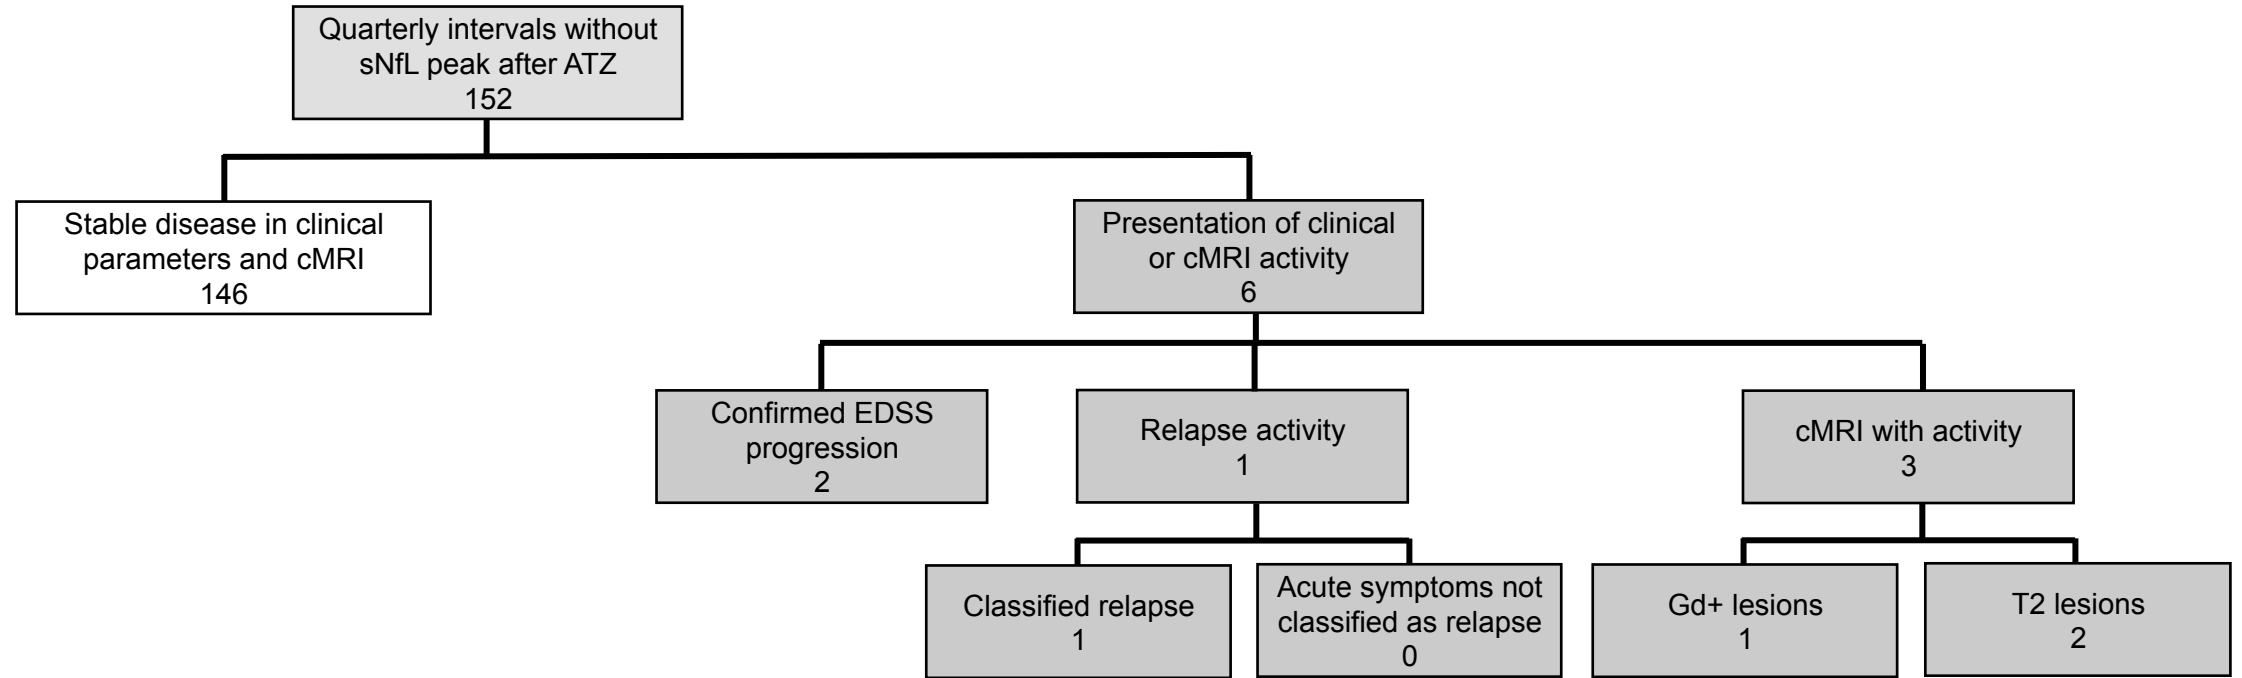 Quarterly intervals without
sNfL peak after ATZ
152
Stable disease in clinical
parameters and cMRI
146
Presentation of clinical
or cMRI activity
6
Confirmed EDSS
progression
2
Relapse activity
1
cMRI with activity
3
Classified relapse
1
Acute symptoms not
classified as relapse
0
Gd+ lesions
1
T2 lesions
2